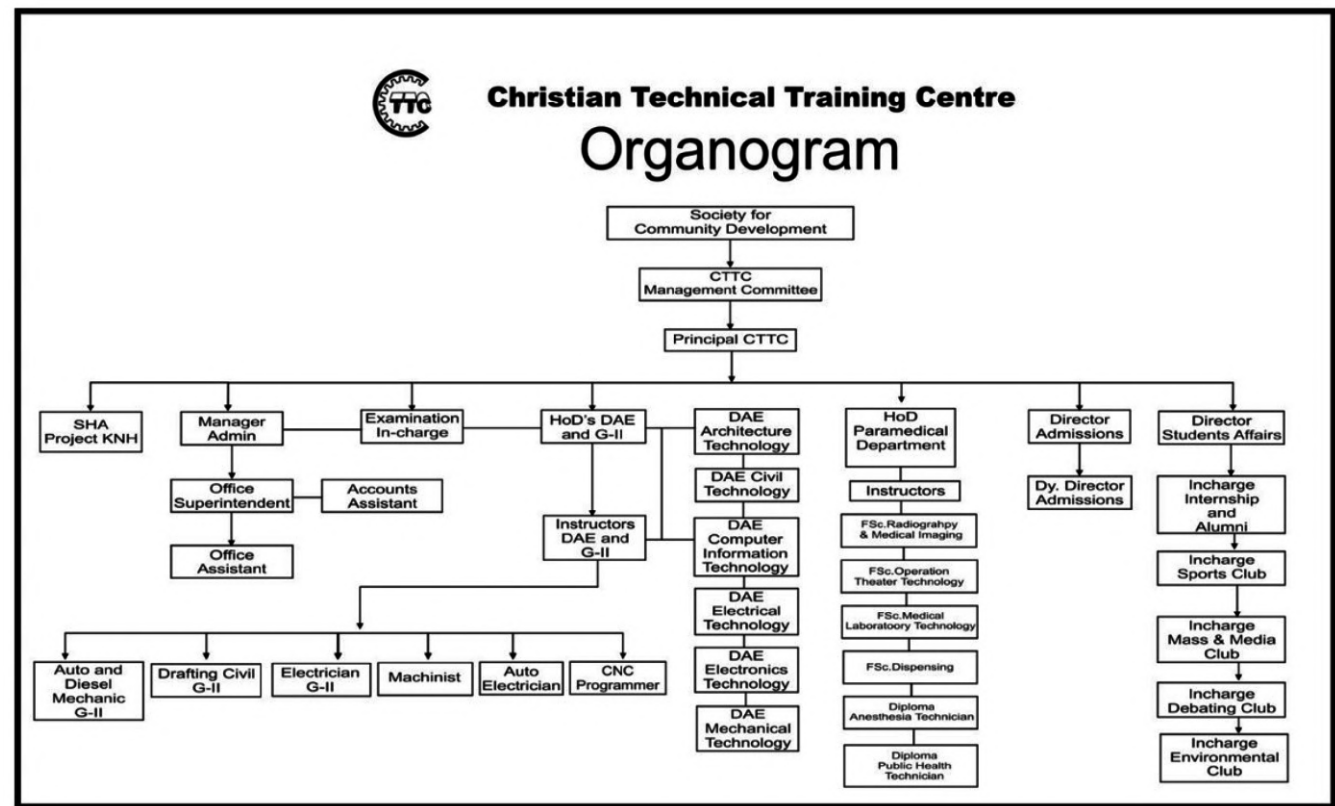 TTC
Christian Technical Training Centre
Organogram
Society for
Community Development
CTTC
Management Committee
Principal CTTC
SHA
Project KNH
Manager
Admin
Examination
In-charge
HoD's DAE
and G-II
DAE
Architecture
Technology
HoD
Paramedical
Department
Director
Admissions
Director
Students Affairs
Office
Superintendent
Accounts
Assistant
Office
Assistant
Instructors
DAE and
G-II
DAE Civil
Technology
DAE
Computer
Information
Technology
DAE
Electrical
Technology
DAE
Electronics
Technology
DAE
Mechanical
Technology
Instructors
FSc.Radiograhpy
& Medical Imaging
FSc.Operation
Theater Technology
FSc.Medical
Laboratoory Technology
FSc.Dispensing
Diploma
Anesthesia Technician
Diploma
Public Health
Technician
Dy. Director
Admissions
Incharge
Internship
and
Alumni
Incharge
Sports Club
Incharge
Mass & Media
Club
Incharge
Debating Club
Incharge
Environmental
Club
Auto and
Diesel
Mechanic
G-II
Drafting Civil
G-II
Electrician
G-II
Machinist
Auto
Electrician
CNC
Programmer